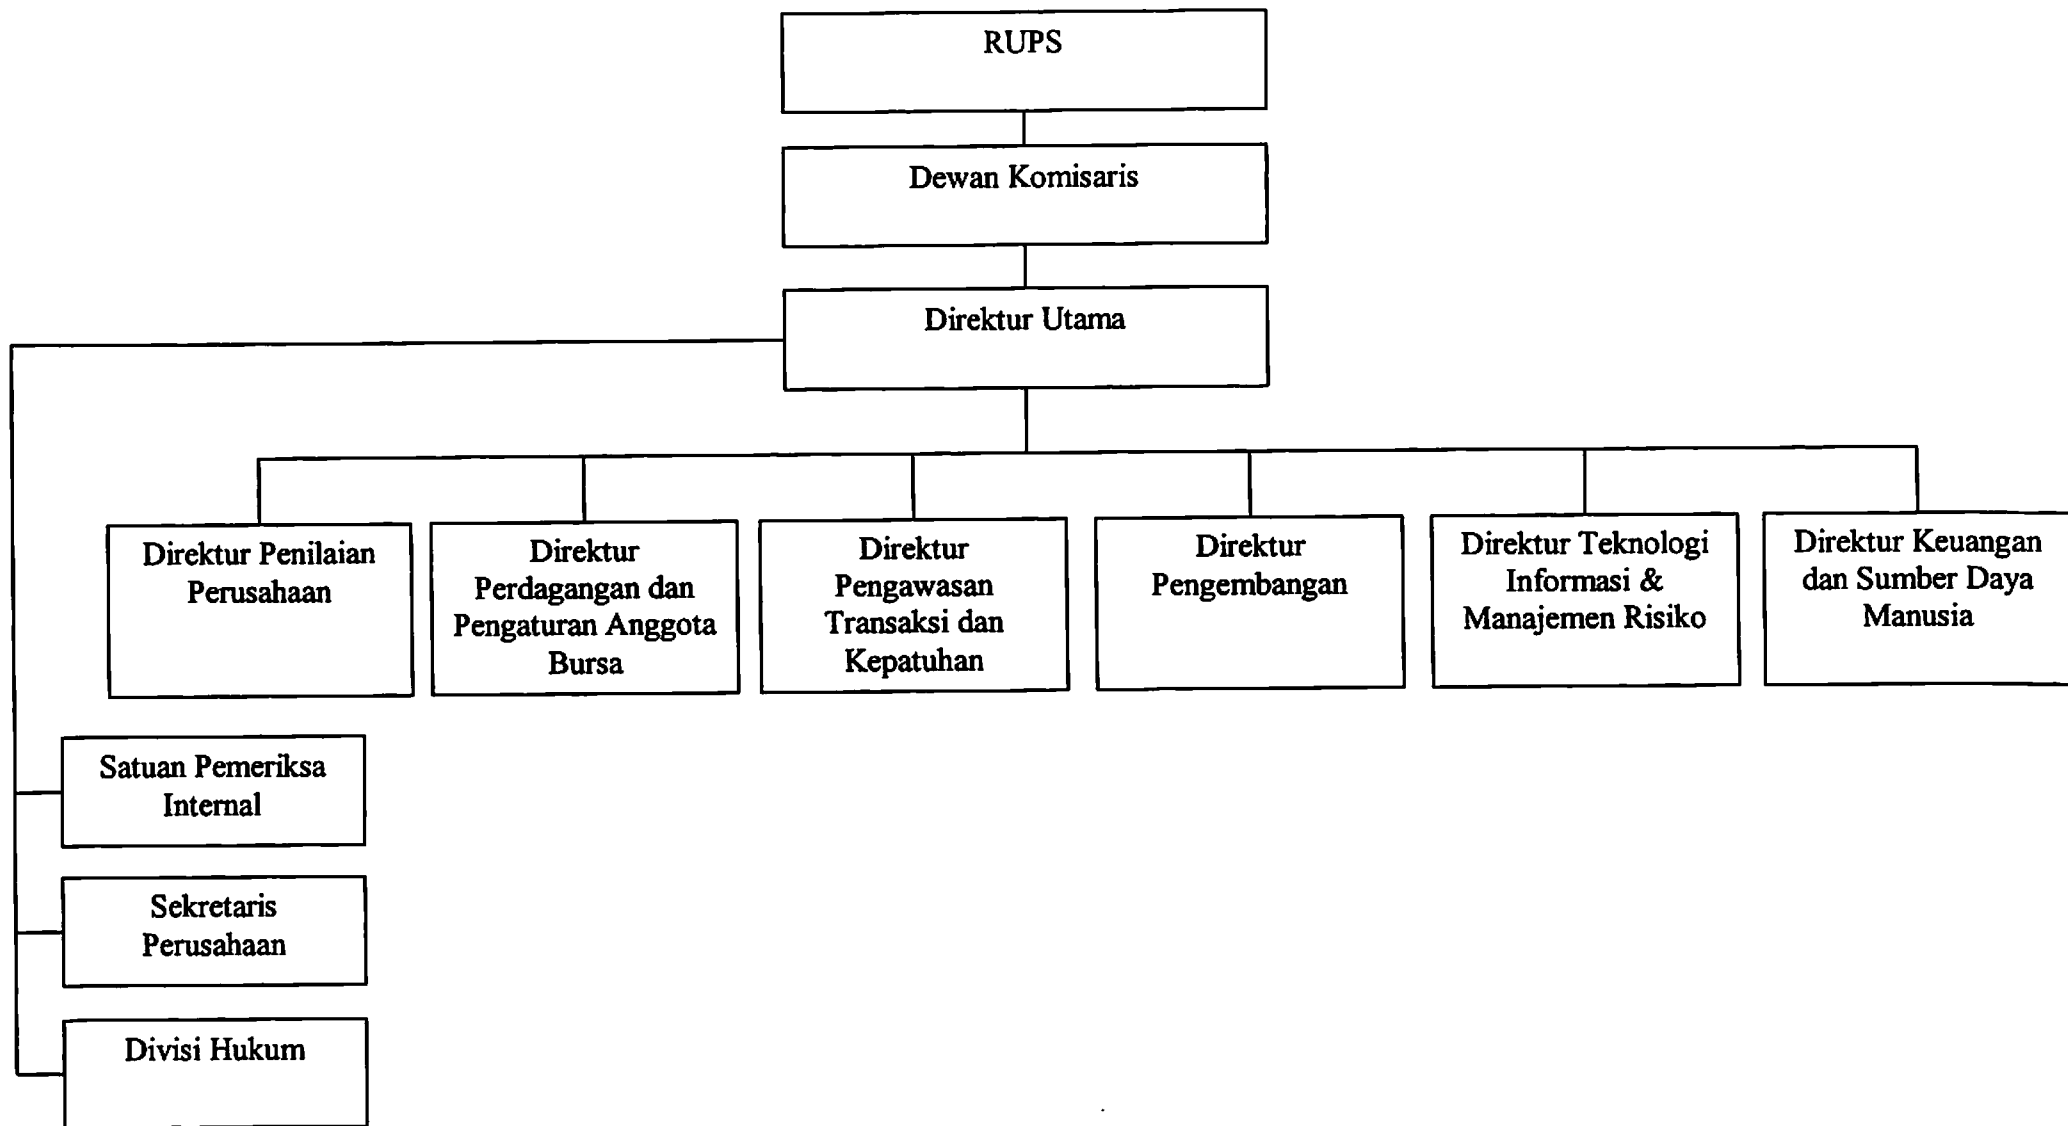 RUPS
Dewan Komisaris
Direktur Utama
Direktur Penilaian
Perusahaan
Direktur
Perdagangan dan
Pengaturan Anggota
Bursa
Direktur
Pengawasan
Transaksi dan
Kepatuhan
Direktur
Pengembangan
Direktur Teknologi
Informasi &
Manajemen Risiko
Direktur Keuangan
dan Sumber Daya
Manusia
Satuan Pemeriksa
Internal
Sekretaris
Perusahaan
Divisi Hukum